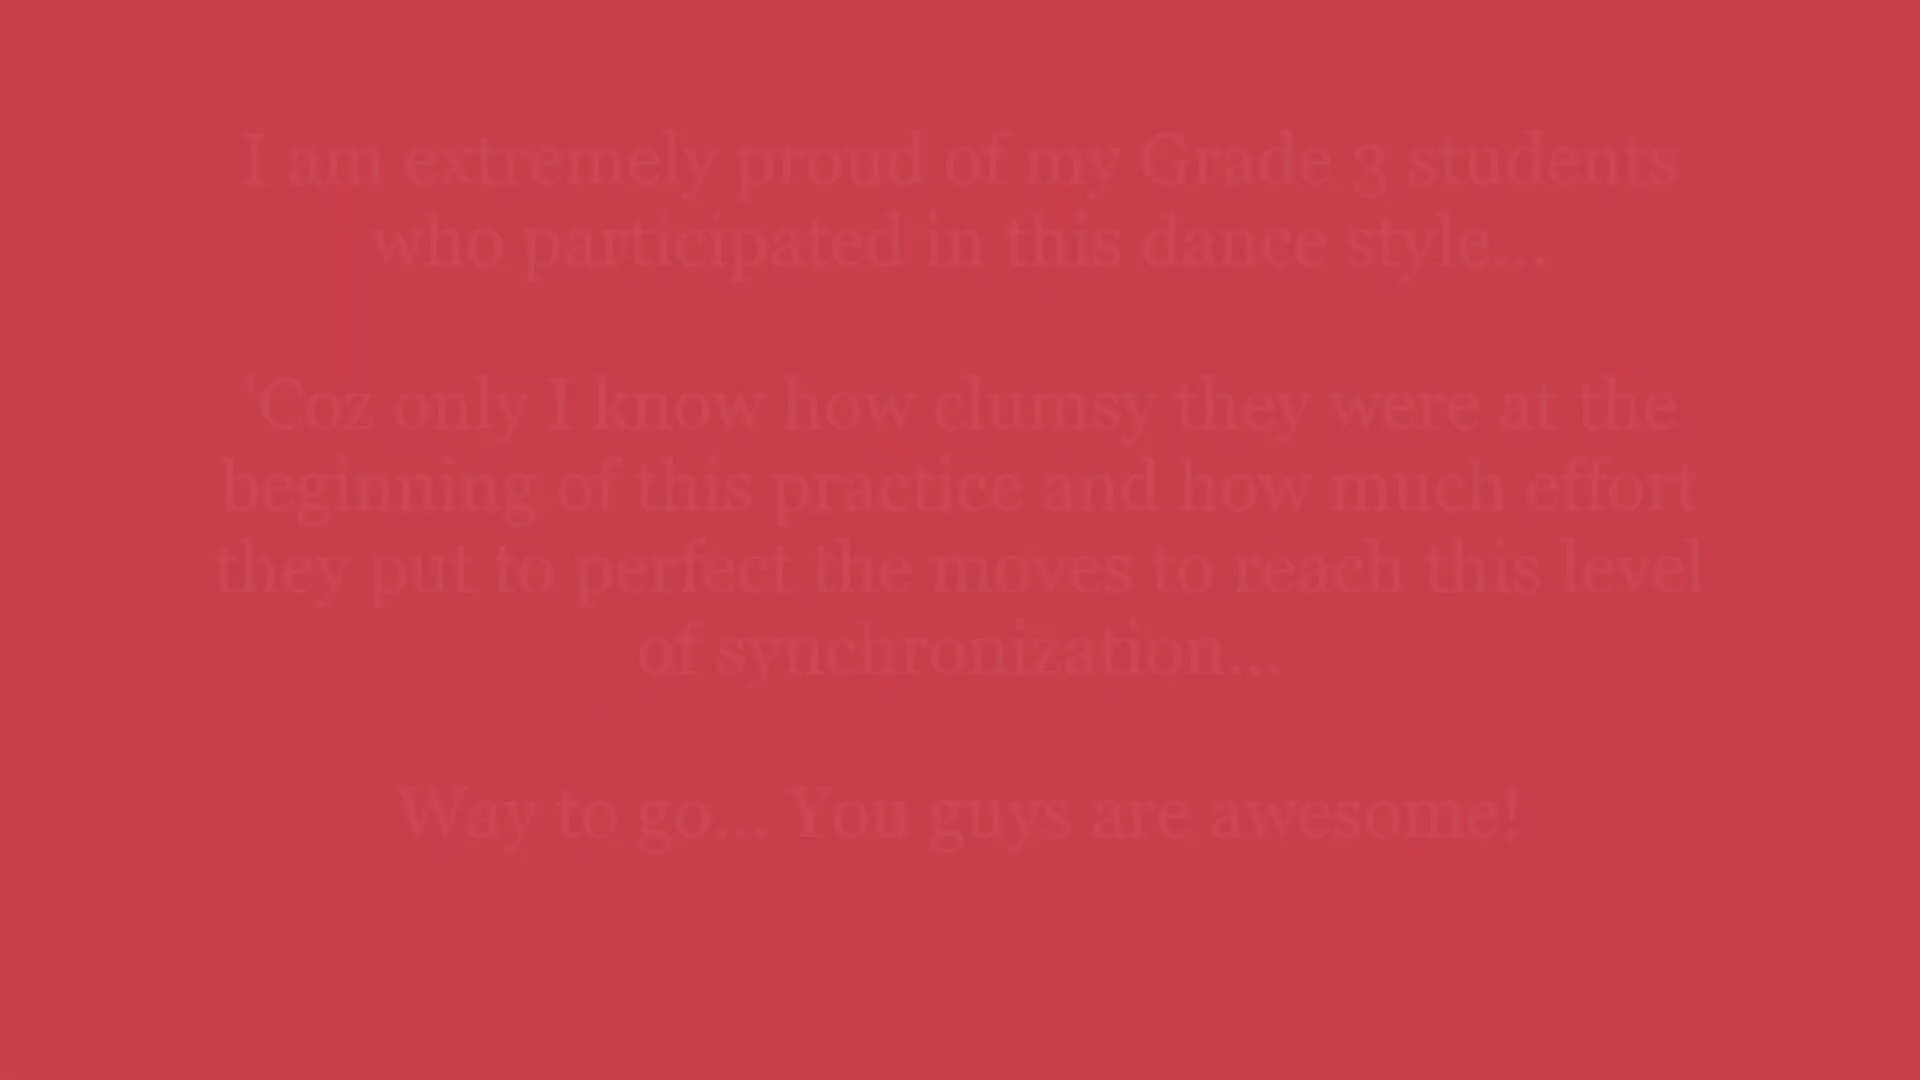 I am extremely proud of my Grade 3 students
who participated in this dance style...
'Coz only I know how clumsy they were at the
beginning of this practice and how much effort
they put to perfect the moves to reach this level
of synchronization...
Way to go... You guys are awesome!